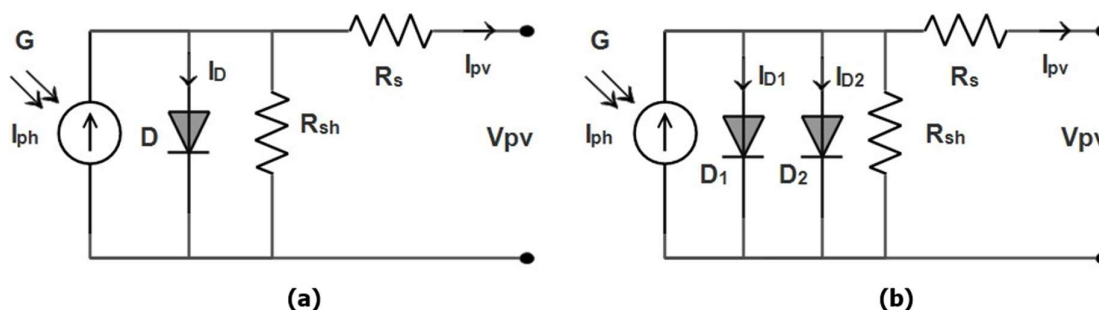 G
Iph
ID
D
Rsh
Rs
Ipv
Vpv
(a)
G
Iph
ID1
ID2
D1
D2
Rsh
Rs
Ipv
Vpv
(b)